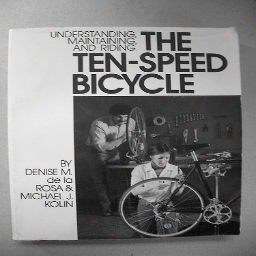 UNDERSTANDING,
MAINTAINING,
AND RIDING THE
TEN-SPEED
BICYCLE
BY
DENISE M.
de la
ROSA &
MICHAEL J.
KOLIN